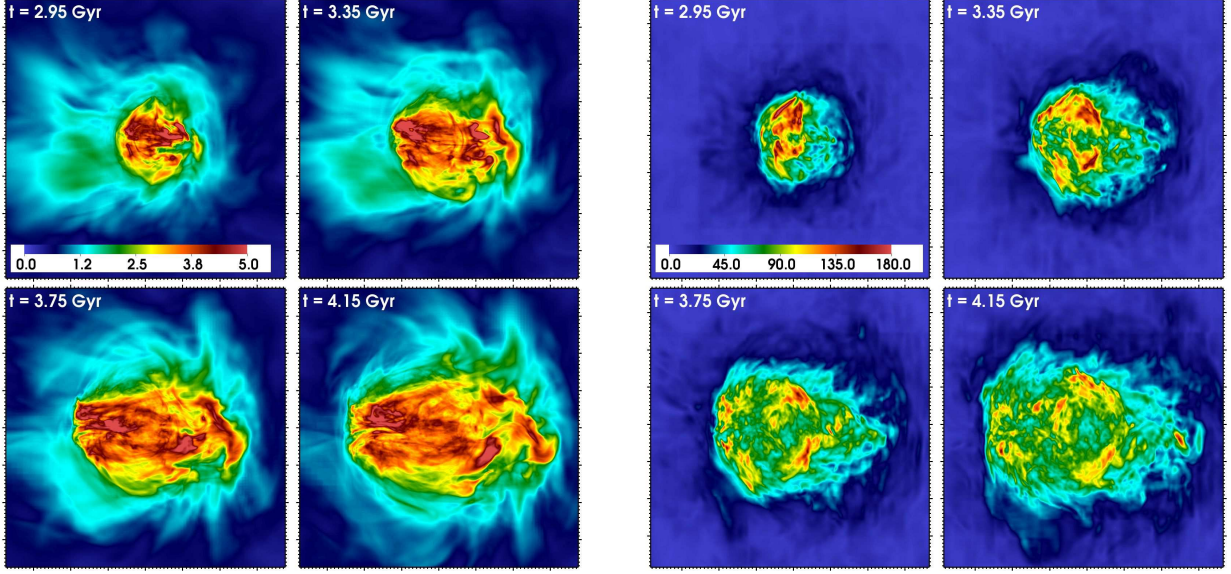 t = 2.95 Gyr
t = 3.35 Gyr
0.0 1.2 2.5 3.8 5.0
t = 3.75 Gyr
t = 4.15 Gyr
t = 2.95 Gyr
t = 3.35 Gyr
0.0 45.0 90.0 135.0 180.0
t = 3.75 Gyr
t = 4.15 Gyr